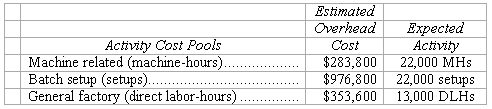 Estimated
Overhead Expected
Activity Cost Pools Cost Activity
Machine related (machine-hours)................. $283,800 22,000 MHs
Batch setup (setups)................................... $976,800 22,000 setups
General factory (direct labor-hours) .............. $353,600 13,000 DLHs